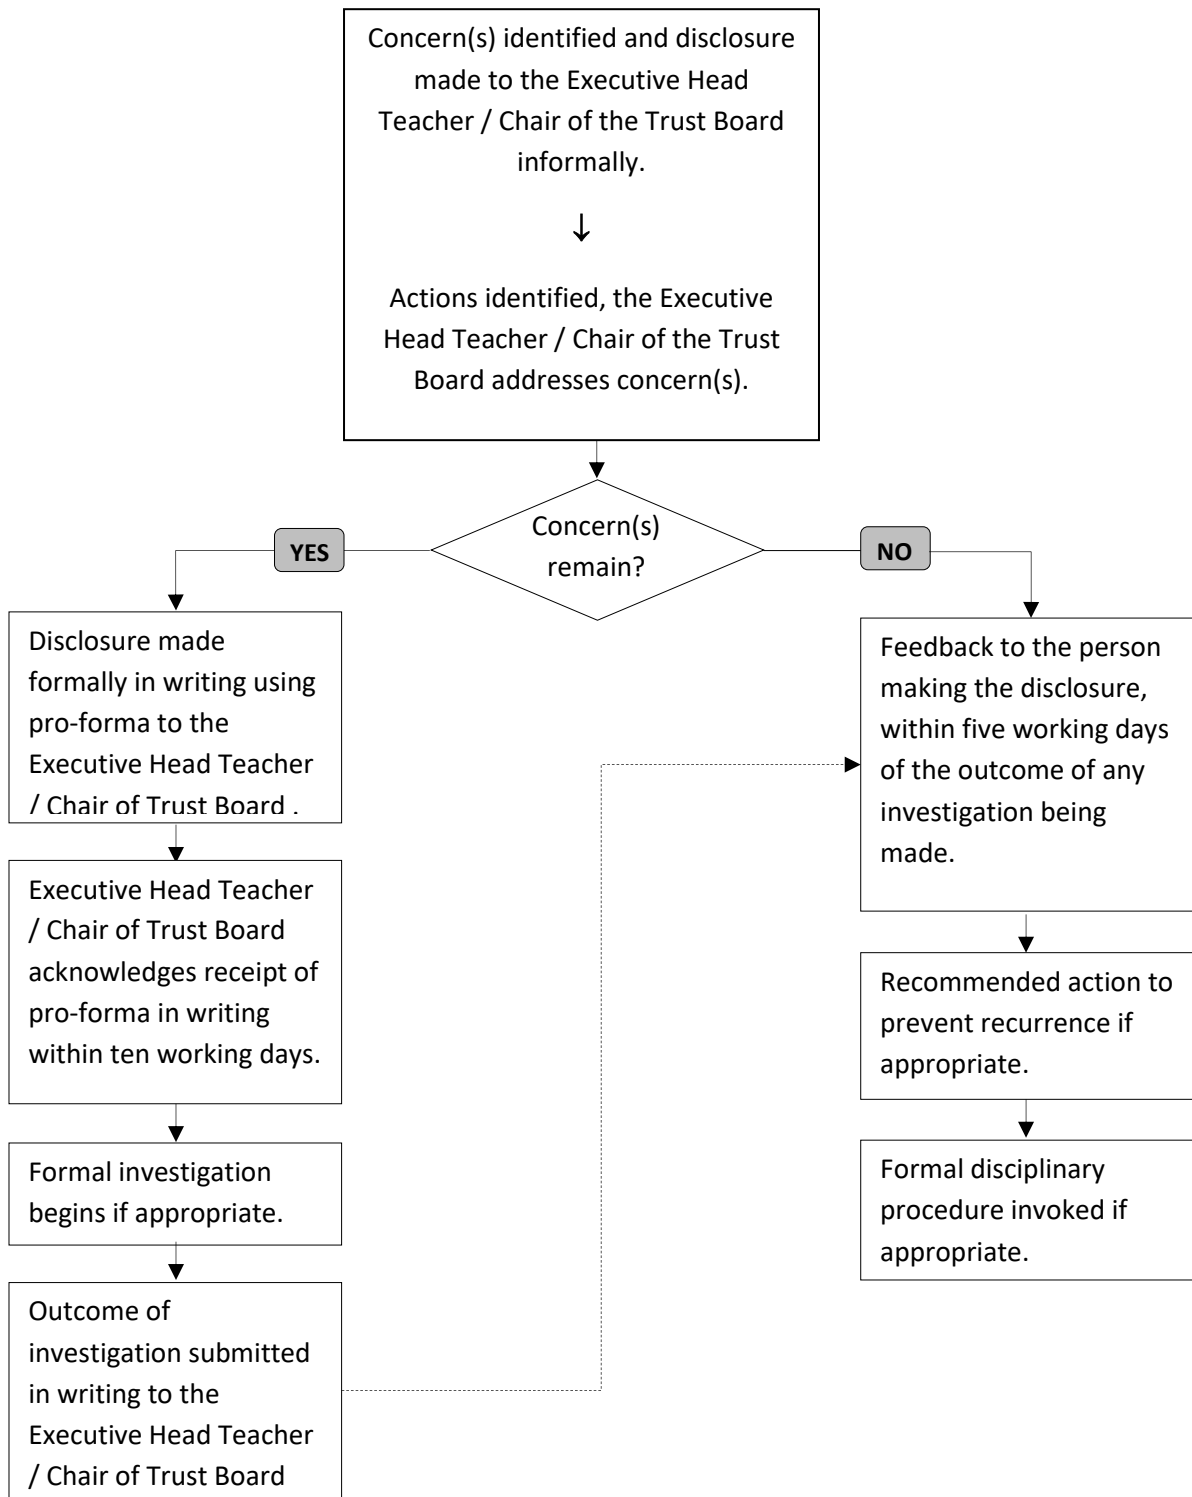 Concern(s) identified and disclosure
made to the Executive Head
Teacher / Chair of the Trust Board
informally.
↓
Actions identified, the Executive
Head Teacher / Chair of the Trust
Board addresses concern(s).
Concern(s)
remain?
YES
NO
Disclosure made
formally in writing using
pro-forma to the
Executive Head Teacher
/ Chair of Trust Board .
Executive Head Teacher
/ Chair of Trust Board
acknowledges receipt of
pro-forma in writing
within ten working days.
Formal investigation
begins if appropriate.
Outcome of
investigation submitted
in writing to the
Executive Head Teacher
/ Chair of Trust Board
Feedback to the person
making the disclosure,
within five working days
of the outcome of any
investigation being
made.
Recommended action to
prevent recurrence if
appropriate.
Formal disciplinary
procedure invoked if
appropriate.